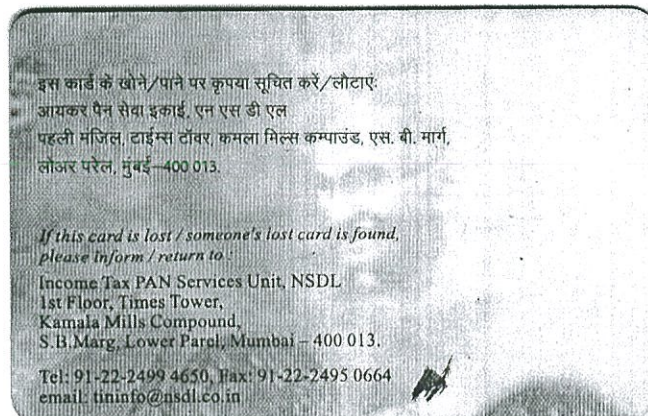 इस कार्ड के खोने/पाने पर कृपया सूचित करें/लौटाएं:
आयकर पैन सेवा इकाई, एन एस डी एल
पहली मंजिल, टाईम्स टॉवर, कमला मिल्स कम्पाउंड, एस. बी. मार्ग,
लोअर परेल, मुंबई–400 013.
If this card is lost / someone's lost card is found,
please inform / return to :
Income Tax PAN Services Unit, NSDL
1st Floor, Times Tower,
Kamala Mills Compound,
S.B.Marg, Lower Parel, Mumbai – 400 013.
Tel: 91-22-2499 4650, Fax: 91-22-2495 0664
email: tininfo@nsdl.co.in